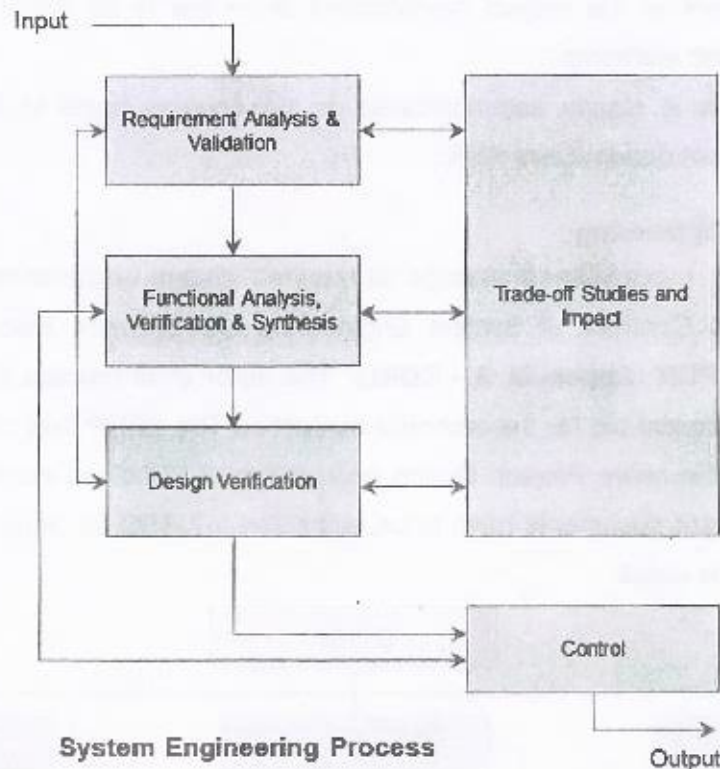 Input
Requirement Analysis &
Validation
Functional Analysis,
Verification & Synthesis
Trade-off Studies and
Impact
Design Verification
Control
System Engineering Process
Output